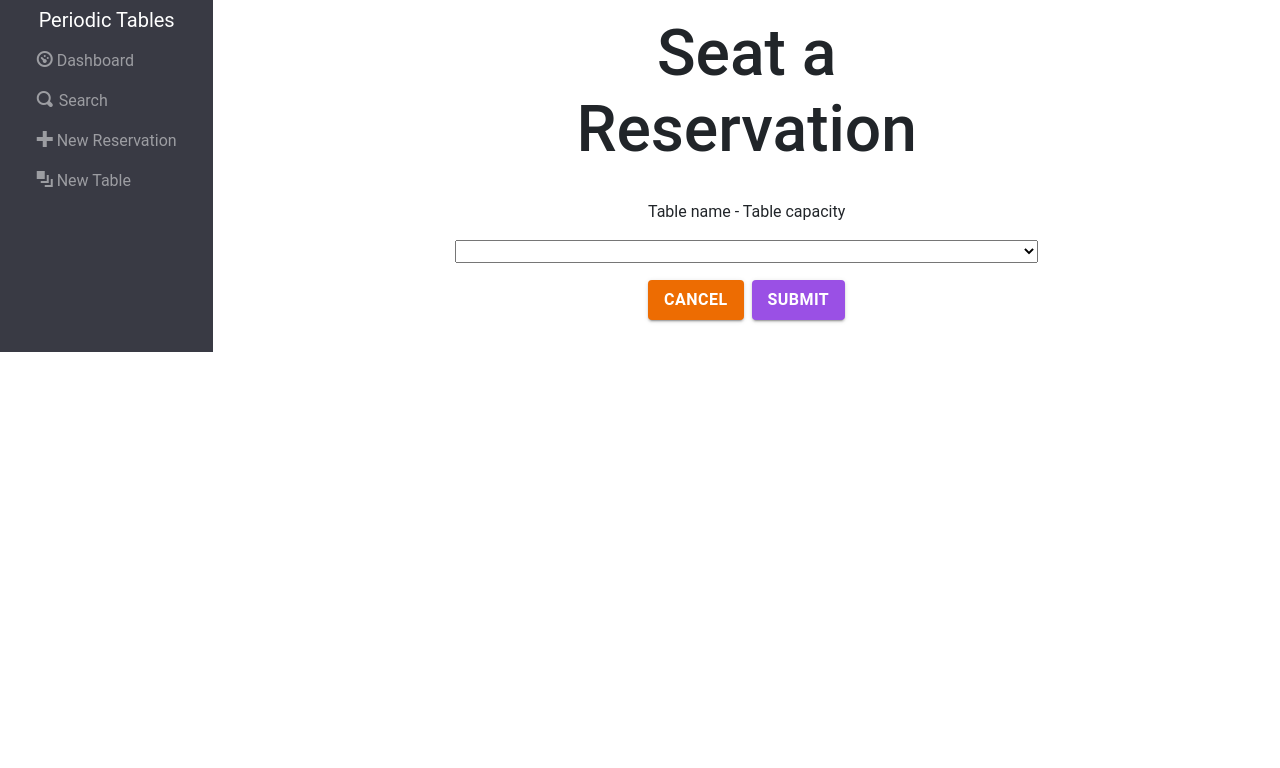 Periodic Tables
Dashboard
Search
New Reservation
New Table
Seat a
Reservation
Table name - Table capacity
CANCEL
SUBMIT